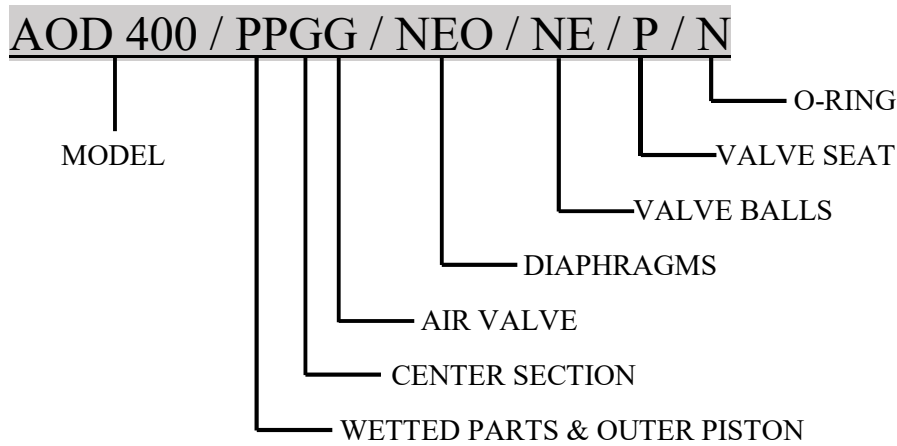 AOD 400 / PPGG / NEO / NE / P / N
O-RING
MODEL
VALVE SEAT
VALVE BALLS
DIAPHRAGMS
AIR VALVE
CENTER SECTION
WETTED PARTS & OUTER PISTON